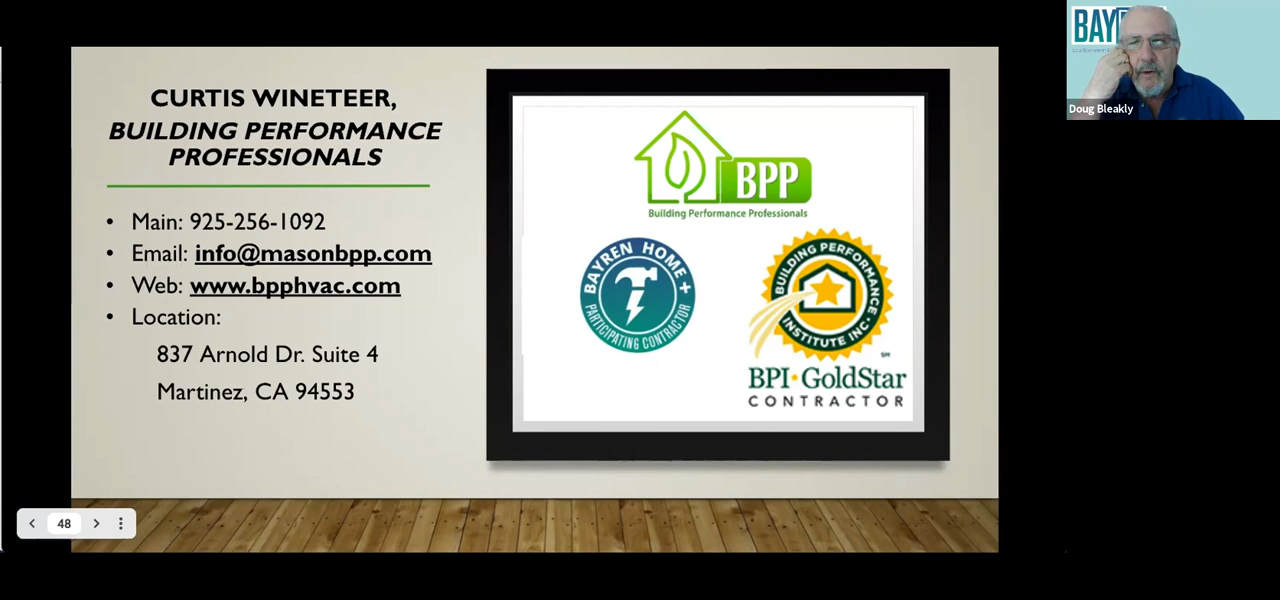 CURTIS WINETEER,
BUILDING PERFORMANCE
PROFESSIONALS
• Main: 925-256-1092
• Email: info@masonbpp.com
• Web: www.bpphvac.com
• Location:
837 Arnold Dr. Suite 4
Martinez, CA 94553
BPP
Building Performance Professionals
BAYREN HOME+
PARTICIPATING CONTRACTOR
BUILDING PERFORMANCE
INSTITUTE INC.
SM
BPI GoldStar
CONTRACTOR
48
BAY
Doug Bleakly